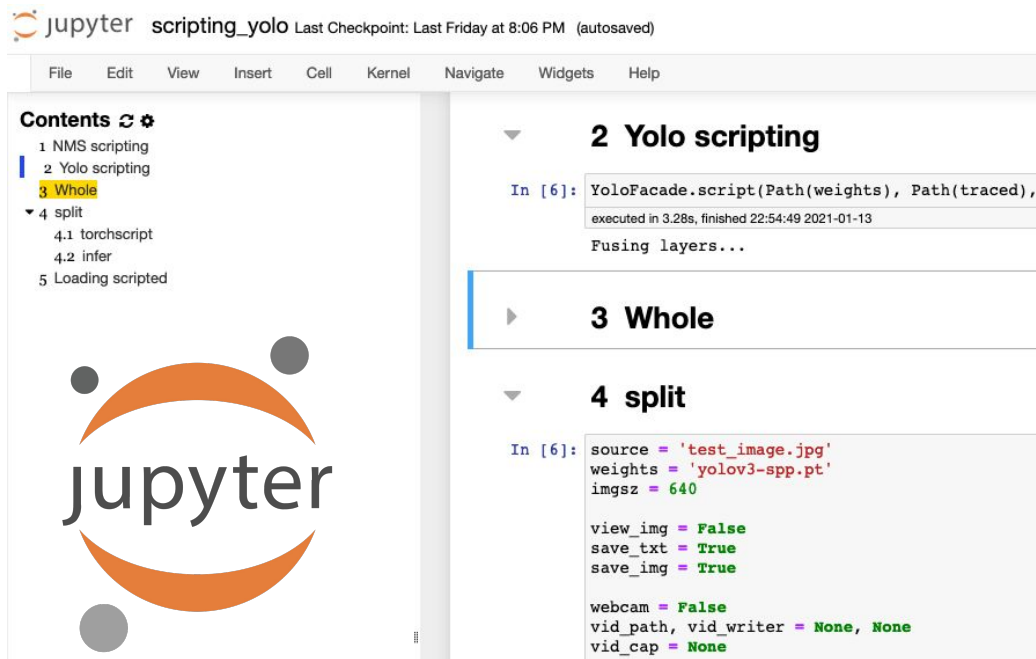 jupyter scripting_yolo Last Checkpoint: Last Friday at 8:06 PM (autosaved)
File Edit View Insert Cell Kernel Navigate Widgets Help
Contents
1 NMS scripting
2 Yolo scripting
3 Whole
4 split
4.1 torchscript
4.2 infer
5 Loading scripted
jupyter
2 Yolo scripting
In [6]: YoloFacade.script(Path(weights), Path(traced),
executed in 3.28s, finished 22:54:49 2021-01-13
Fusing layers...
3 Whole
4 split
In [6]: source = 'test_image.jpg'
weights = 'yolov3-spp.pt'
imgsz = 640
view_img = False
save_txt = True
save_img = True
webcam = False
vid_path, vid_writer = None, None
vid_cap = None